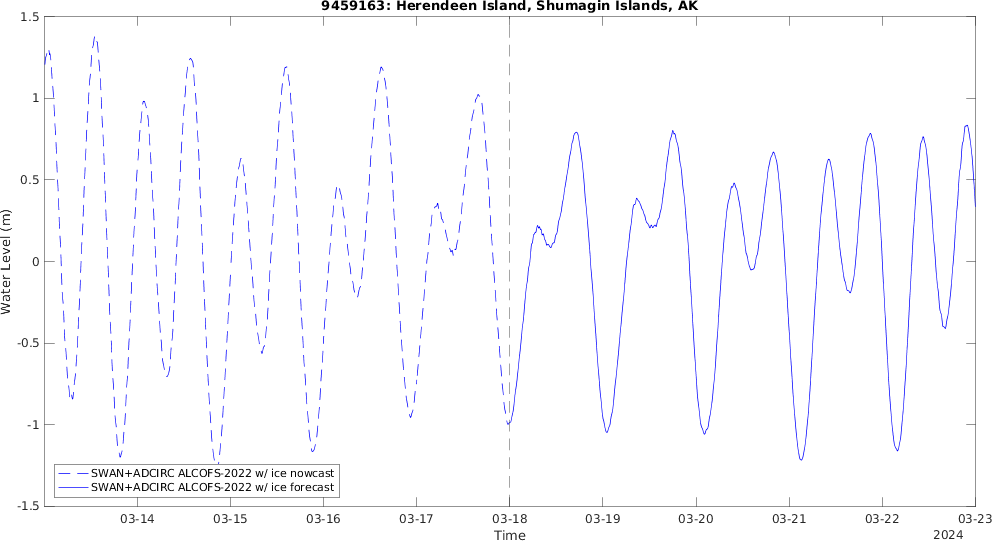 9459163: Herendeen Island, Shumagin Islands, AK
1.5
1
0.5
0
-0.5
-1
-1.5
Water Level (m)
SWAN+ADCIRC ALCOFS-2022 w/ ice nowcast
SWAN+ADCIRC ALCOFS-2022 w/ ice forecast
03-14 03-15 03-16 03-17 03-18 03-19 03-20 03-21 03-22 03-23
Time
2024